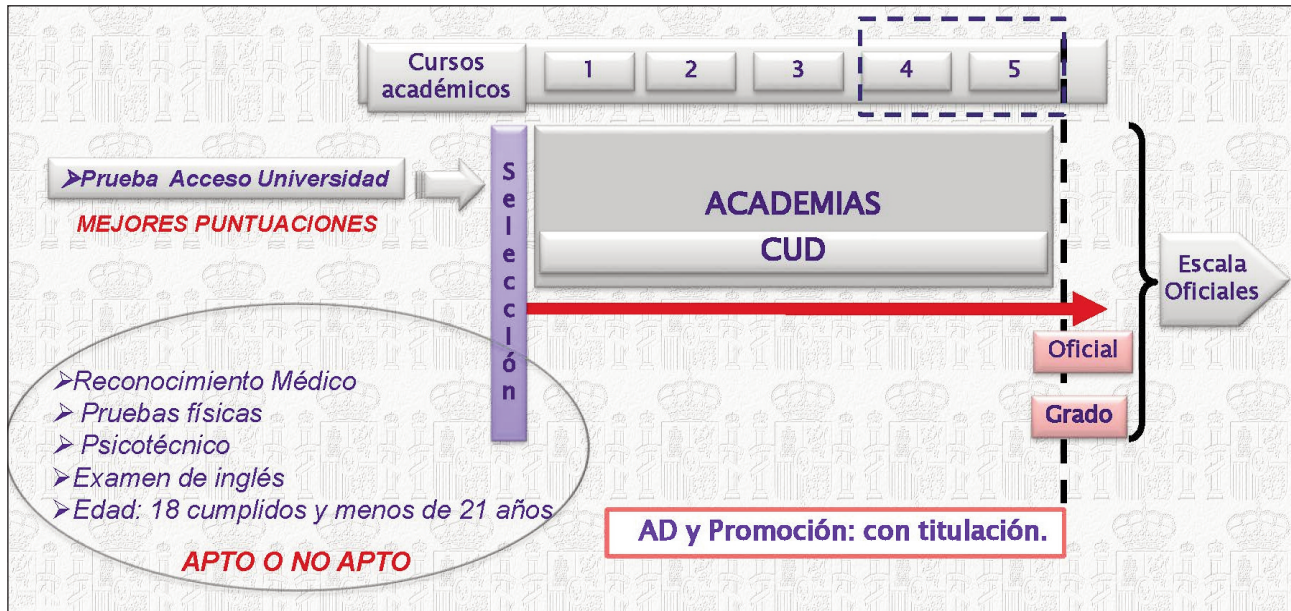 Cursos
académicos
1
2
3
4
5
➢Prueba Acceso Universidad
MEJORES PUNTUACIONES
Selección
ACADEMIAS
CUD
Escala
Oficiales
Oficial
Grado
➢Reconocimiento Médico
➢ Pruebas físicas
➢ Psicotécnico
➢Examen de inglés
➢Edad: 18 cumplidos y menos de 21 años
APTO O NO APTO
AD y Promoción: con titulación.